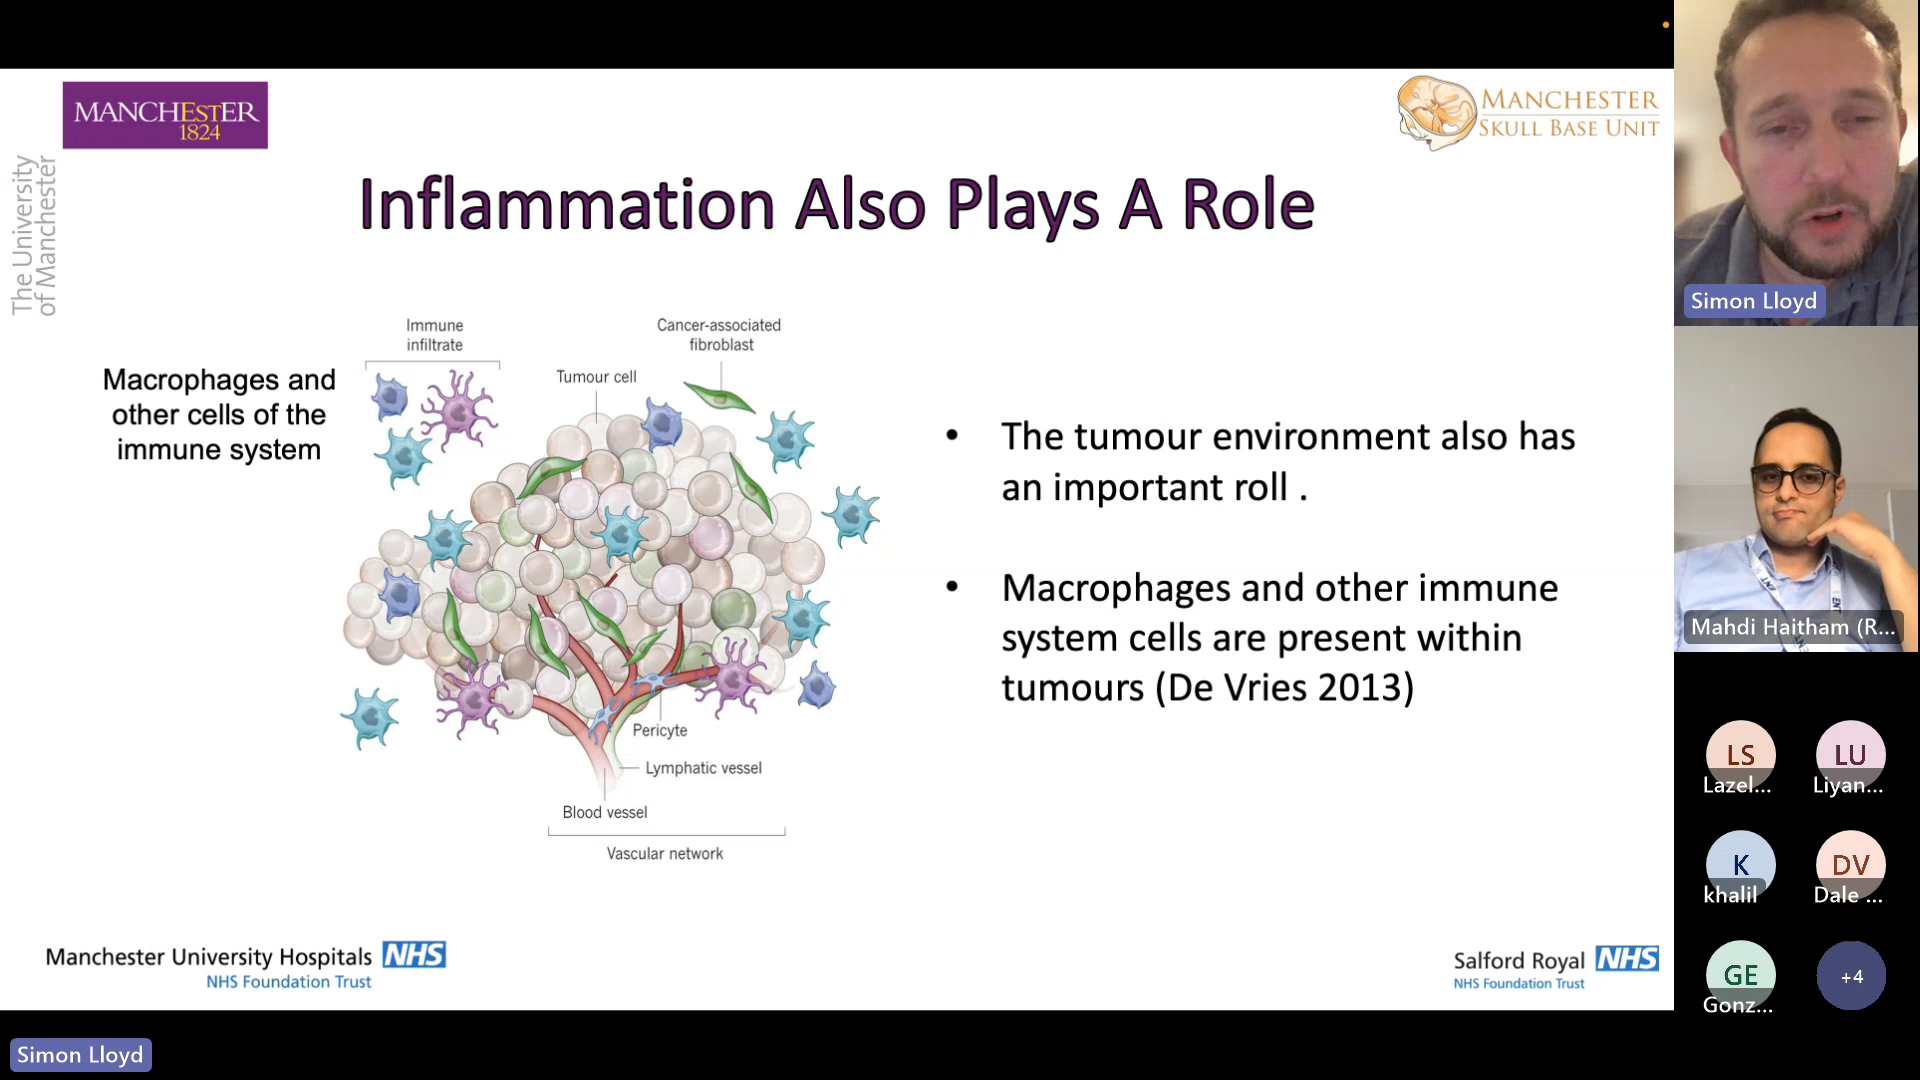 MANCHESTER
1824
The University
of Manchester
MANCHESTER
SKULL BASE UNIT
Inflammation Also Plays A Role
Macrophages and
other cells of the
immune system
Immune
infiltrate
Cancer-associated
fibroblast
Tumour cell
Pericyte
Lymphatic vessel
Blood vessel
Vascular network
• The tumour environment also has
an important roll .
• Macrophages and other immune
system cells are present within
tumours (De Vries 2013)
Manchester University Hospitals NHS
NHS Foundation Trust
Salford Royal NHS
NHS Foundation Trust
Simon Lloyd
Simon Lloyd
ENT
Mahdi Haitham (R...
LS
Lazel...
LU
Liyan...
K
khalil
DV
Dale ...
GE
Gonz...
+4